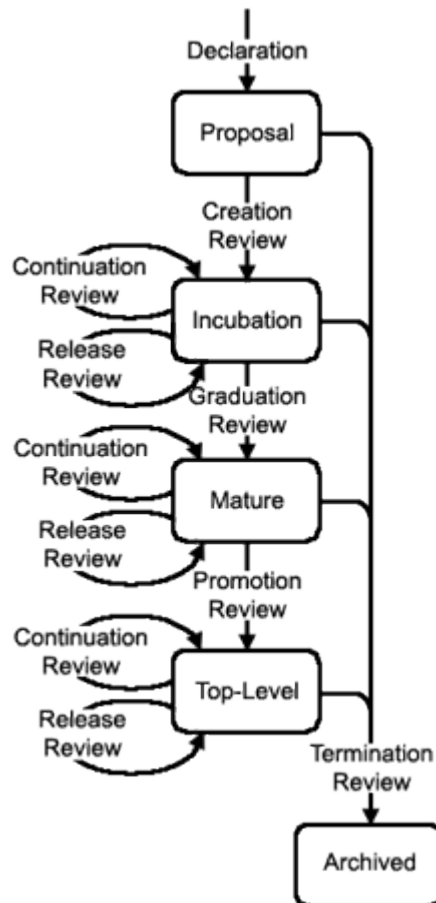 Declaration
Proposal
Creation
Review
Continuation
Review
Incubation
Release
Review
Graduation
Review
Continuation
Review
Mature
Release
Review
Promotion
Review
Continuation
Review
Top-Level
Release
Review
Termination
Review
Archived